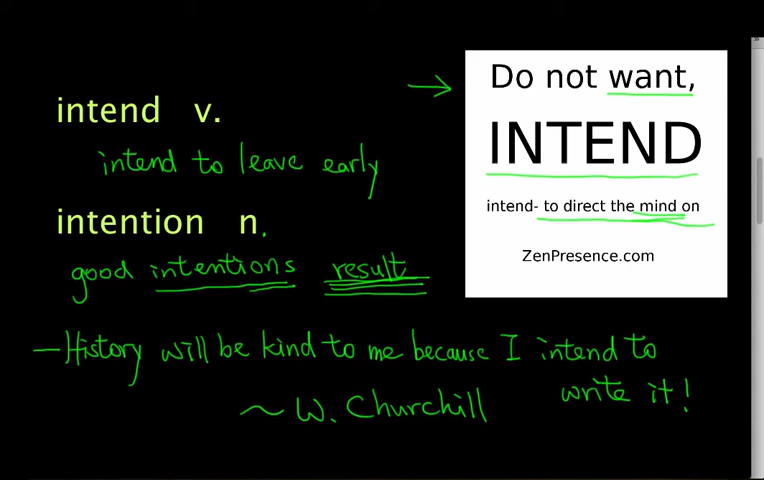 intend v.
intend to leave early
intention n.
good intentions result
—History will be kind to me because I intend to
write it!
~ W. Churchill
→
Do not want,
INTEND
intend- to direct the mind on
ZenPresence.com